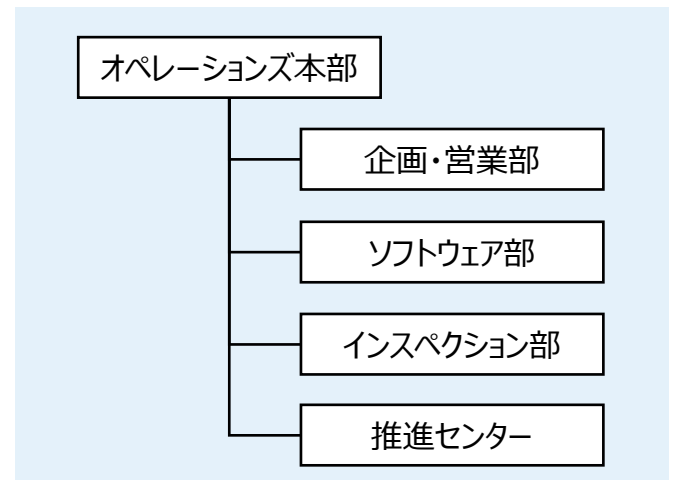 オペレーションズ本部
企画・営業部
ソフトウェア部
インスペクション部
推進センター